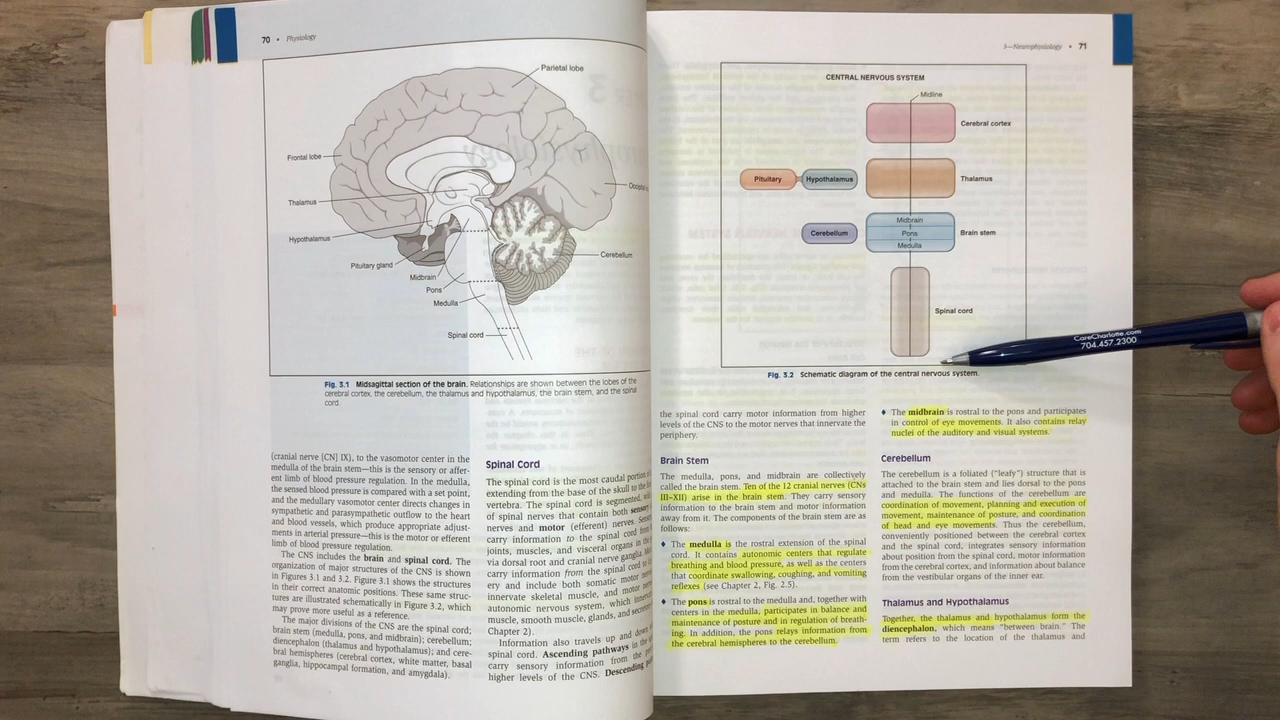 70 • Physiology
Parietal lobe
Frontal lobe
Thalamus
Hypothalamus
Pituitary gland
Midbrain
Pons
Medulla
Spinal cord
Cerebellum
Fig. 3.1 Midsagittal section of the brain. Relationships are shown between the lobes of the
cerebral cortex, the cerebellum, the thalamus and hypothalamus, the brain stem, and the spinal
cord.
(cranial nerve [CN] IX), to the vasomotor center in the
medulla of the brain stem—this is the sensory or affer-
ent limb of blood pressure regulation. In the medulla,
the sensed blood pressure is compared with a set point,
and the medullary vasomotor center directs changes in
sympathetic and parasympathetic outflow to the heart
and blood vessels, which produce appropriate adjust-
ments in arterial pressure—this is the motor or efferent
limb of blood pressure regulation.
The CNS includes the brain and spinal cord. The
organization of major structures of the CNS is shown
in Figures 3.1 and 3.2. Figure 3.1 shows the structures
in their correct anatomic positions. These same struc-
tures are illustrated schematically in Figure 3.2, which
may prove more useful as a reference.
The major divisions of the CNS are the spinal cord;
brain stem (medulla, pons, and midbrain); cerebellum;
diencephalon (thalamus and hypothalamus); and cere-
bral hemispheres (cerebral cortex, white matter, basal
ganglia, hippocampal formation, and amygdala).
Spinal Cord
The spinal cord is the most caudal portion
extending from the base of the skull to the
vertebra. The spinal cord is segmented,
of spinal nerves that contain both sensory
nerves and motor (efferent) nerves.
carry information to the spinal cord
joints, muscles, and visceral organs in the
via dorsal root and cranial nerve ganglia.
carry information from the spinal cord
ery and include both somatic motor
innervate skeletal muscle, and motor
autonomic nervous system, which
muscle, smooth muscle, glands, and
Chapter 2).
Information also travels up and down
spinal cord. Ascending pathways in the
carry sensory information from the
higher levels of the CNS. Descending
3—Neurophysiology • 71
CENTRAL NERVOUS SYSTEM
Midline
Cerebral cortex
Pituitary
Hypothalamus
Thalamus
Cerebellum
Midbrain
Pons
Medulla
Brain stem
Spinal cord
Fig. 3.2 Schematic diagram of the central nervous system.
the spinal cord carry motor information from higher
levels of the CNS to the motor nerves that innervate the
periphery.
Brain Stem
The medulla, pons, and midbrain are collectively
called the brain stem. Ten of the 12 cranial nerves (CNs
III–XII) arise in the brain stem. They carry sensory
information to the brain stem and motor information
away from it. The components of the brain stem are as
follows:
♦ The medulla is the rostral extension of the spinal
cord. It contains autonomic centers that regulate
breathing and blood pressure, as well as the centers
that coordinate swallowing, coughing, and vomiting
reflexes (see Chapter 2, Fig. 2.5).
♦ The pons is rostral to the medulla and, together with
centers in the medulla, participates in balance and
maintenance of posture and in regulation of breath-
ing. In addition, the pons relays information from
the cerebral hemispheres to the cerebellum.
♦ The midbrain is rostral to the pons and participates
in control of eye movements. It also contains relay
nuclei of the auditory and visual systems.
Cerebellum
The cerebellum is a foliated ("leafy") structure that is
attached to the brain stem and lies dorsal to the pons
and medulla. The functions of the cerebellum are
coordination of movement, planning and execution of
movement, maintenance of posture, and coordination
of head and eye movements. Thus the cerebellum,
conveniently positioned between the cerebral cortex
and the spinal cord, integrates sensory information
about position from the spinal cord, motor information
from the cerebral cortex, and information about balance
from the vestibular organs of the inner ear.
Thalamus and Hypothalamus
Together, the thalamus and hypothalamus form the
diencephalon, which means "between brain." The
term refers to the location of the thalamus and
CareCharlotte.com
704.457.2300